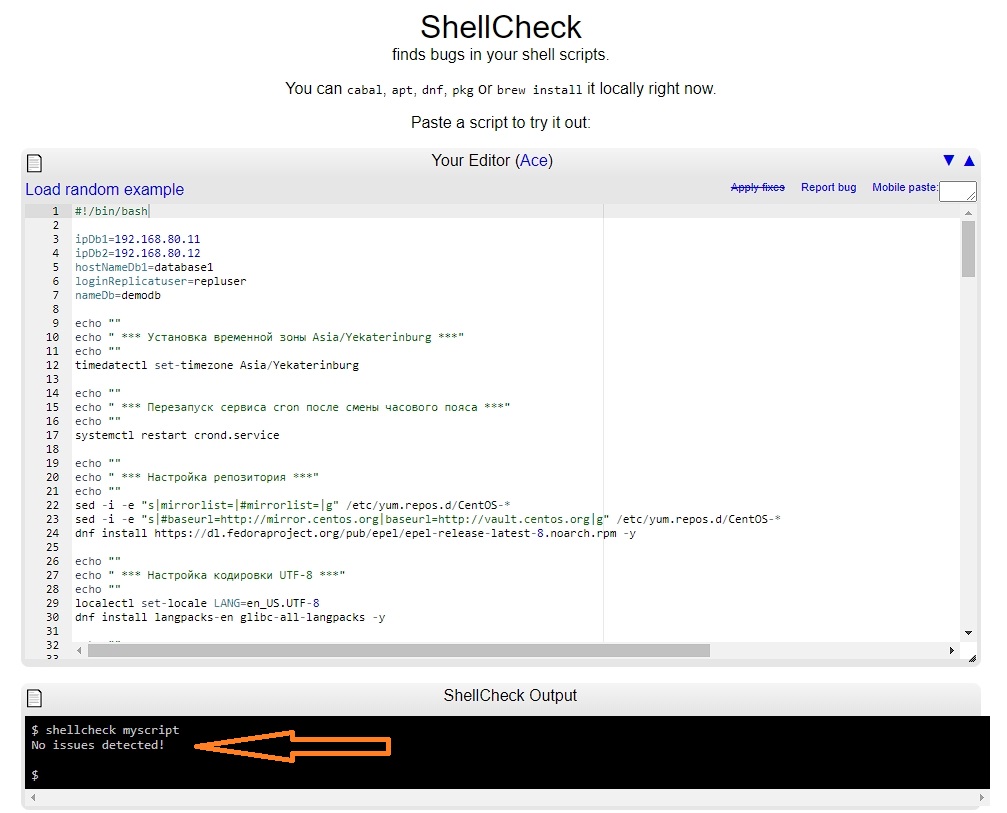 ShellCheck
finds bugs in your shell scripts.
You can cabal, apt, dnf, pkg or brew install it locally right now.
Paste a script to try it out:
Your Editor (Ace)
▼ ▲
Load random example
Apply fixes Report bug Mobile paste:
1 #!/bin/bash
2
3 ipDb1=192.168.80.11
4 ipDb2=192.168.80.12
5 hostNameDb1=database1
6 loginReplicatuser=repluser
7 nameDb=demodb
8
9 echo ""
10 echo " *** Установка временной зоны Asia/Yekaterinburg ***"
11 echo ""
12 timedatectl set-timezone Asia/Yekaterinburg
13
14 echo ""
15 echo " *** Перезапуск сервиса cron после смены часового пояса ***"
16 echo ""
17 systemctl restart crond.service
18
19 echo ""
20 echo " *** Настройка репозитория ***"
21 echo ""
22 sed -i -e "s|mirrorlist=|#mirrorlist=|g" /etc/yum.repos.d/CentOS-*
23 sed -i -e "s|#baseurl=http://mirror.centos.org|baseurl=http://vault.centos.org|g" /etc/yum.repos.d/CentOS-*
24 dnf install https://dl.fedoraproject.org/pub/epel/epel-release-latest-8.noarch.rpm -y
25
26 echo ""
27 echo " *** Настройка кодировки UTF-8 ***"
28 echo ""
29 localectl set-locale LANG=en_US.UTF-8
30 dnf install langpacks-en glibc-all-langpacks -y
31
32
ShellCheck Output
$ shellcheck myscript
No issues detected!
$